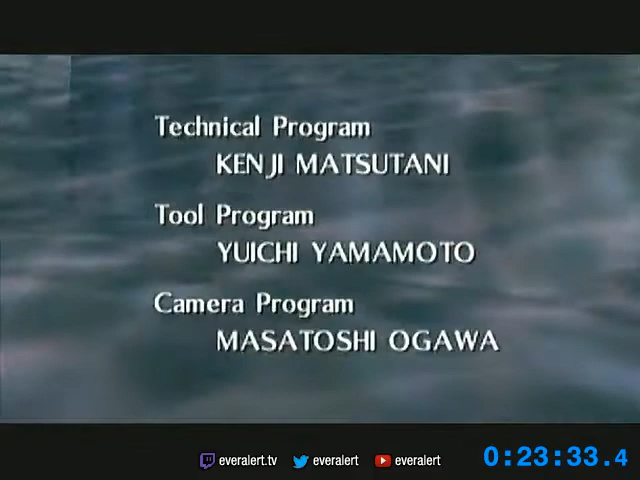 Technical Program
KENJI MATSUTANI
Tool Program
YUICHI YAMAMOTO
Camera Program
MASATOSHI OGAWA
everalert.tv everalert everalert 0:23:33.4